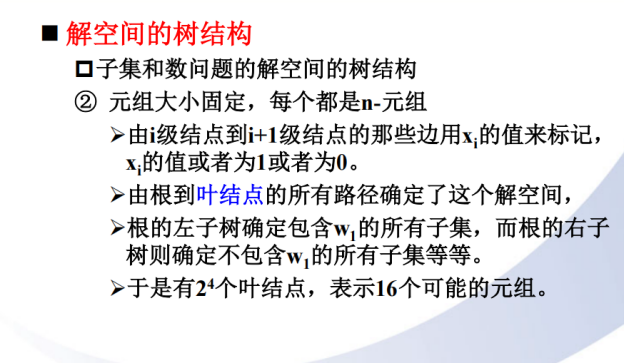 ■ 解空间的树结构
子集和数问题的解空间的树结构
② 元组大小固定，每个都是n-元组
➢由i级结点到i+1级结点的那些边用xi的值来标记，
xi的值或者为1或者为0。
➢由根到叶结点的所有路径确定了这个解空间，
➢根的左子树确定包含w1的所有子集，而根的右子
树则确定不包含w1的所有子集等等。
➢于是有2⁴个叶结点，表示16个可能的元组。